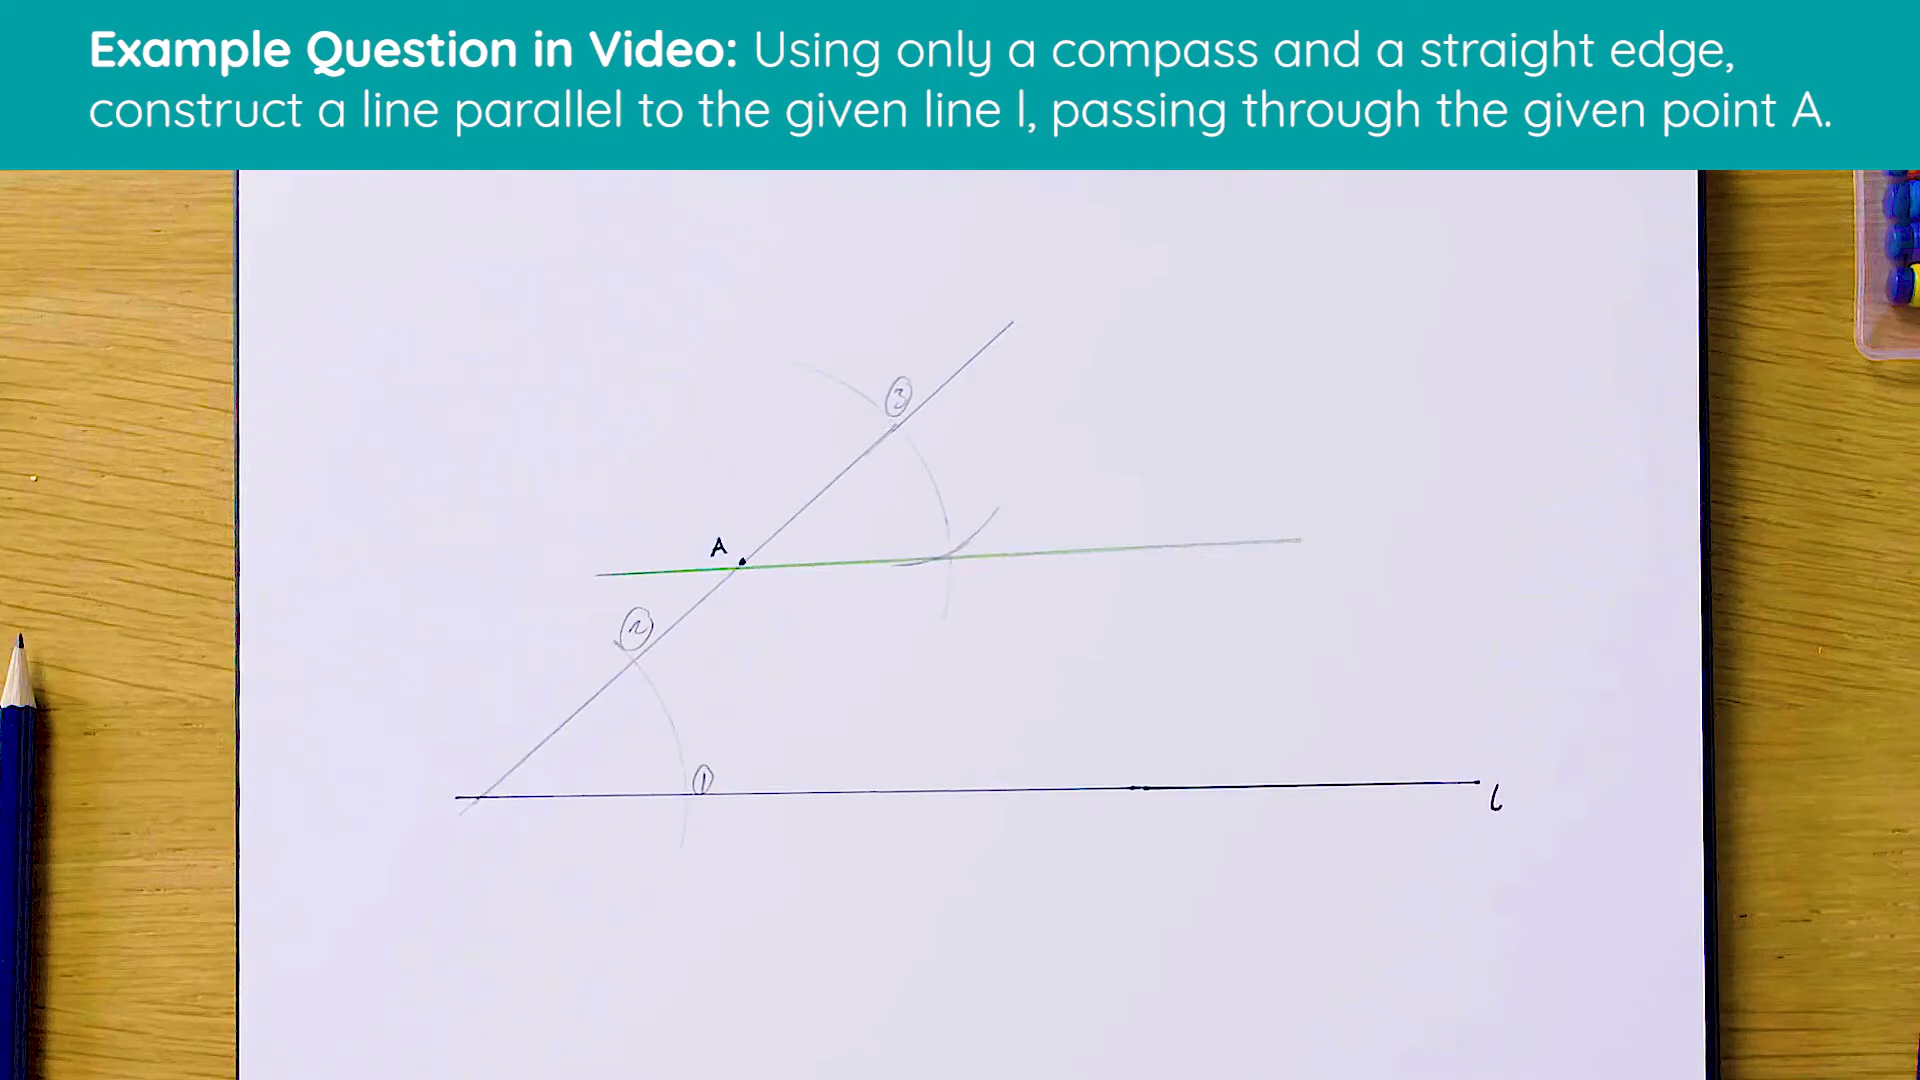 Example Question in Video: Using only a compass and a straight edge,
construct a line parallel to the given line l, passing through the given point A.
3
A
2
1
l